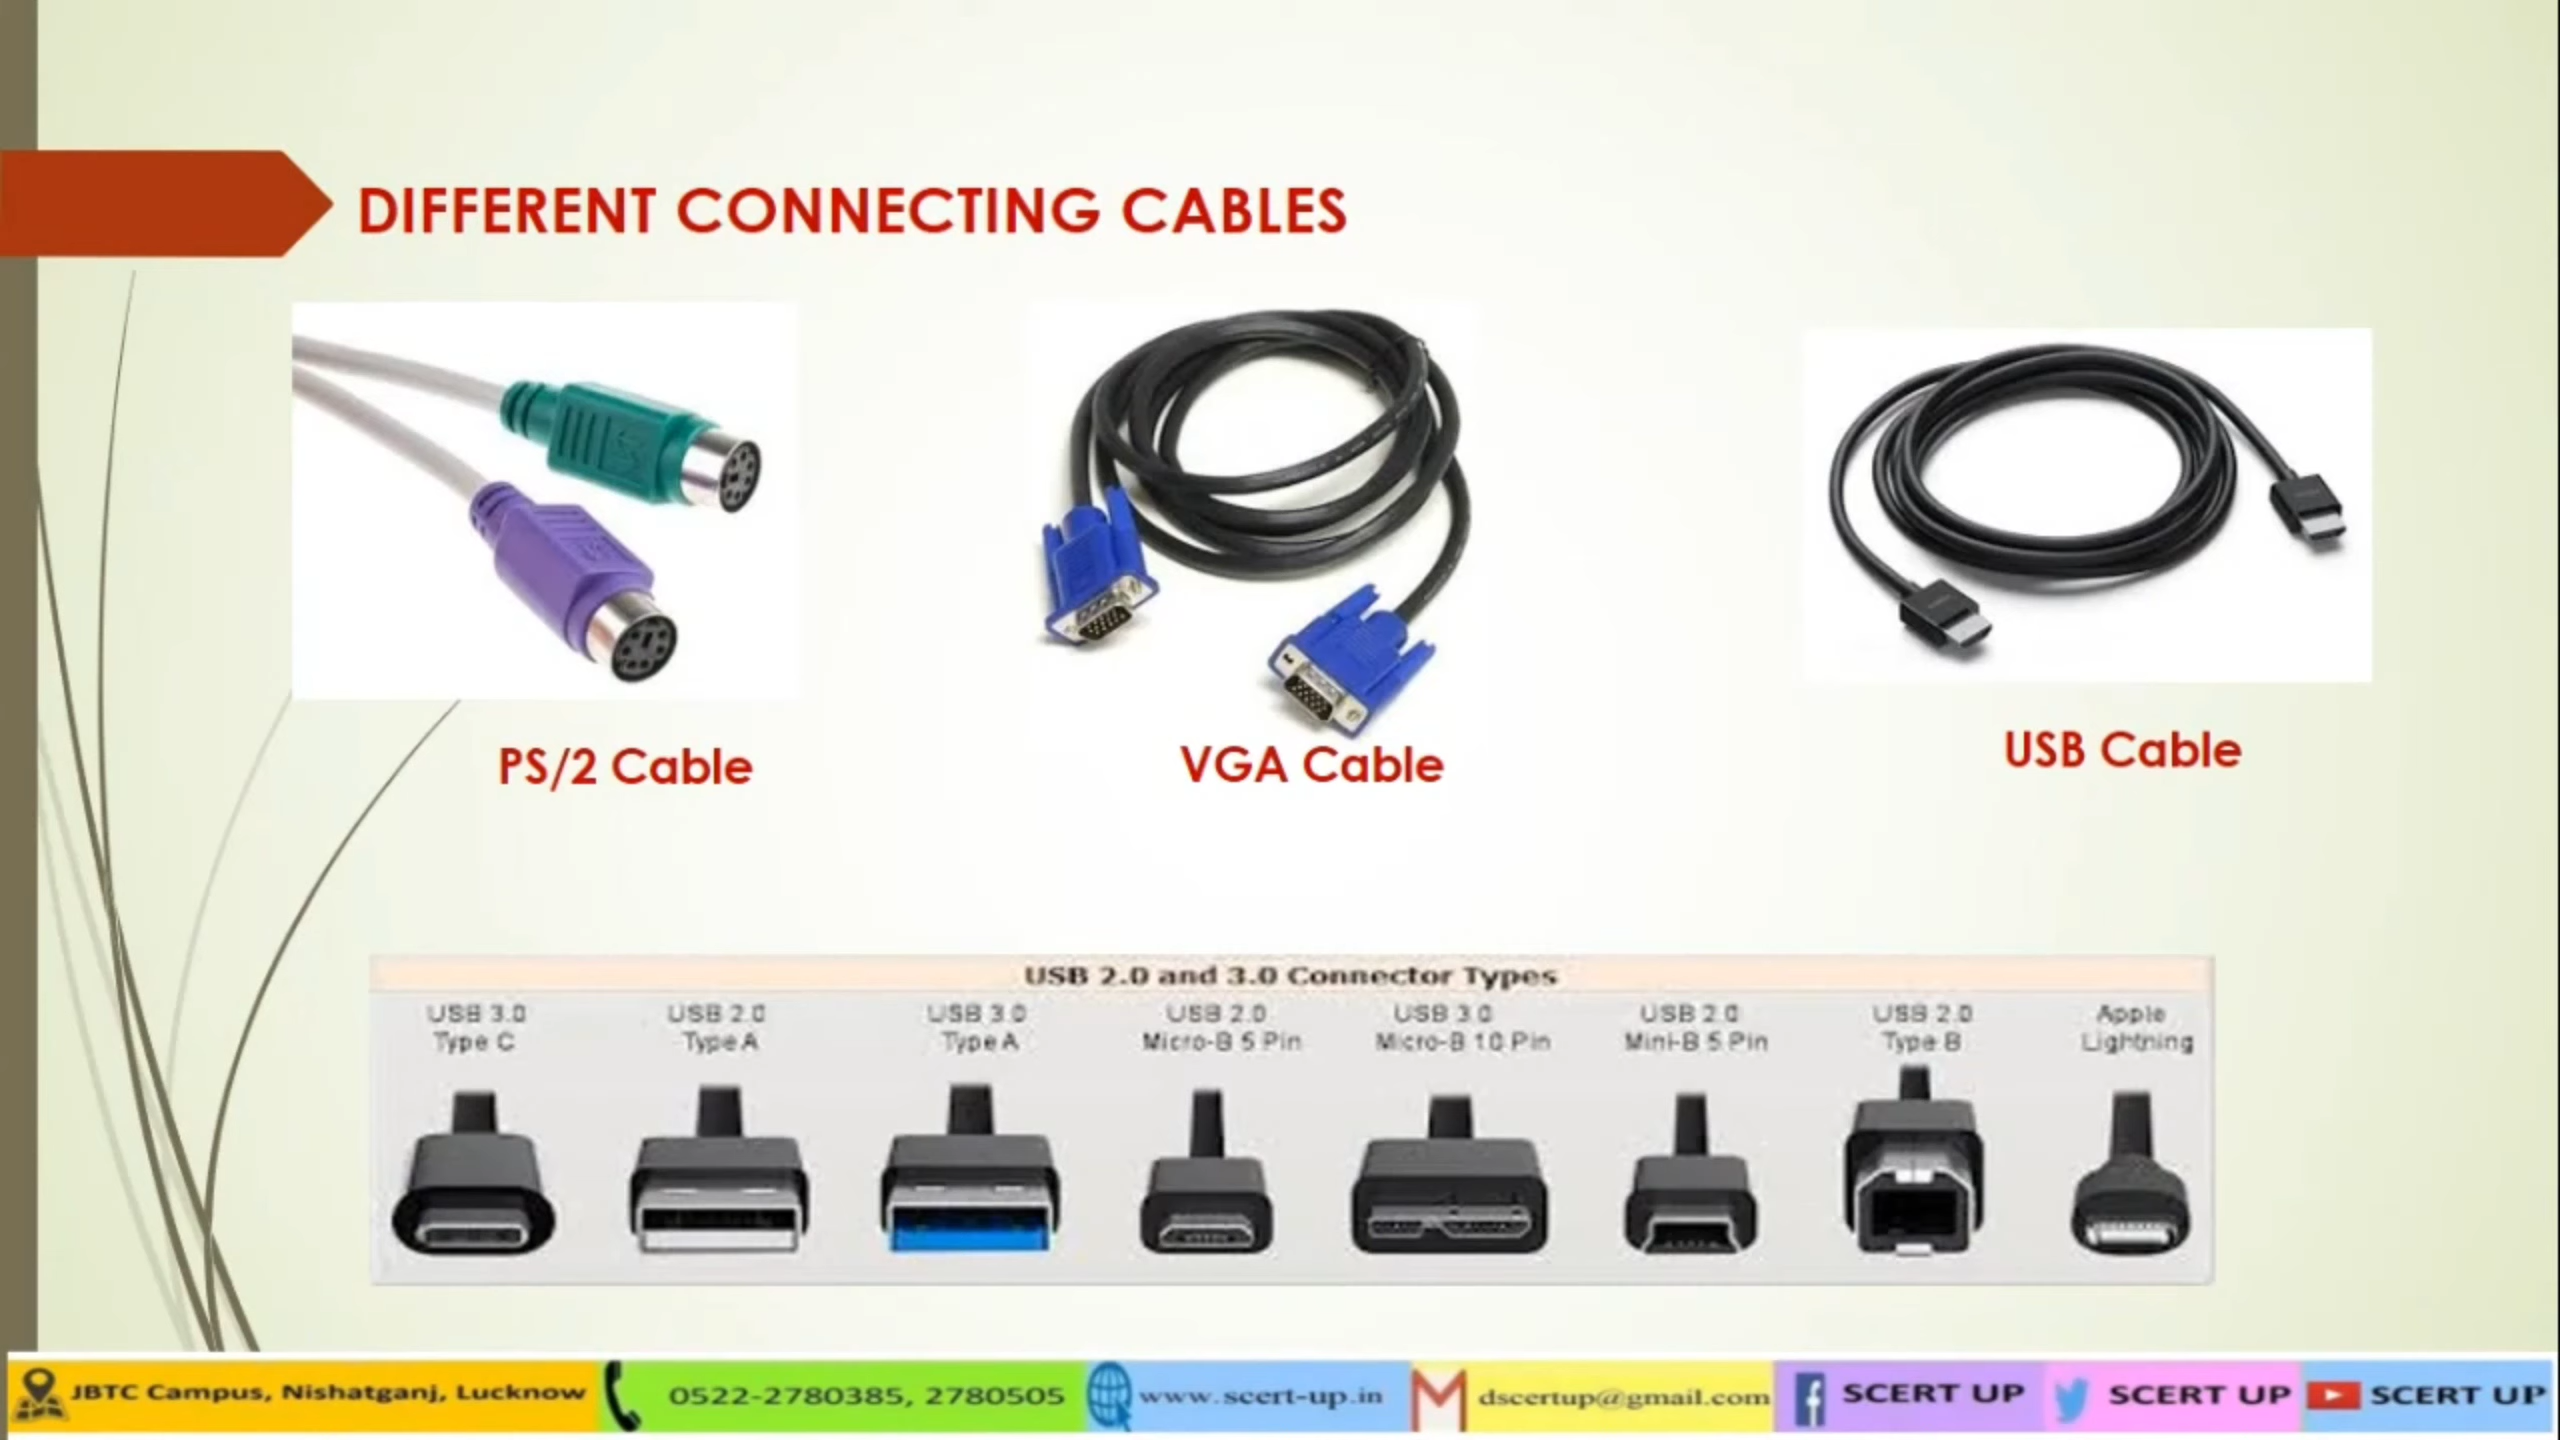 DIFFERENT CONNECTING CABLES
PS/2 Cable
VGA Cable
USB Cable
USB 2.0 and 3.0 Connector Types
USB 3.0
Type C
USB 2.0
Type A
USB 3.0
Type A
USB 2.0
Micro-B 5 Pin
USB 3.0
Micro-B 10 Pin
USB 2.0
Mini-B 5 Pin
USB 2.0
Type B
Apple
Lightning
JBTC Campus, Nishatganj, Lucknow
0522-2780385, 2780505
www.scert-up.in
dscertup@gmail.com
SCERT UP
SCERT UP
SCERT UP